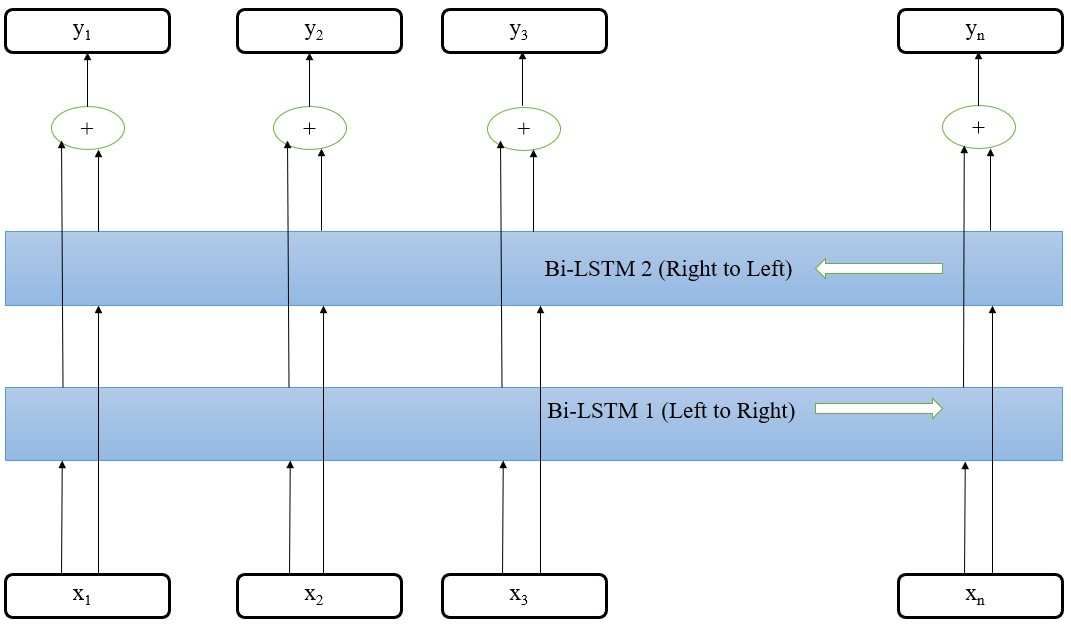 y₁ y₂ y₃ yₙ
+ + + +
Bi-LSTM 2 (Right to Left)
Bi-LSTM 1 (Left to Right)
x₁ x₂ x₃ xₙ